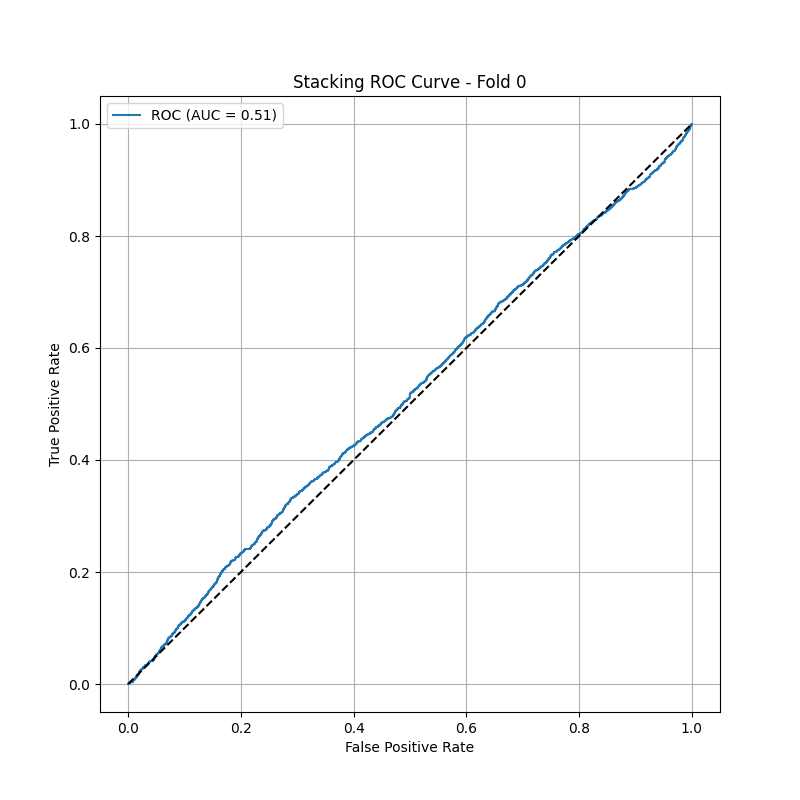 Stacking ROC Curve - Fold 0
ROC (AUC = 0.51)
1.0
0.8
0.6
0.4
0.2
0.0
True Positive Rate
0.0 0.2 0.4 0.6 0.8 1.0
False Positive Rate